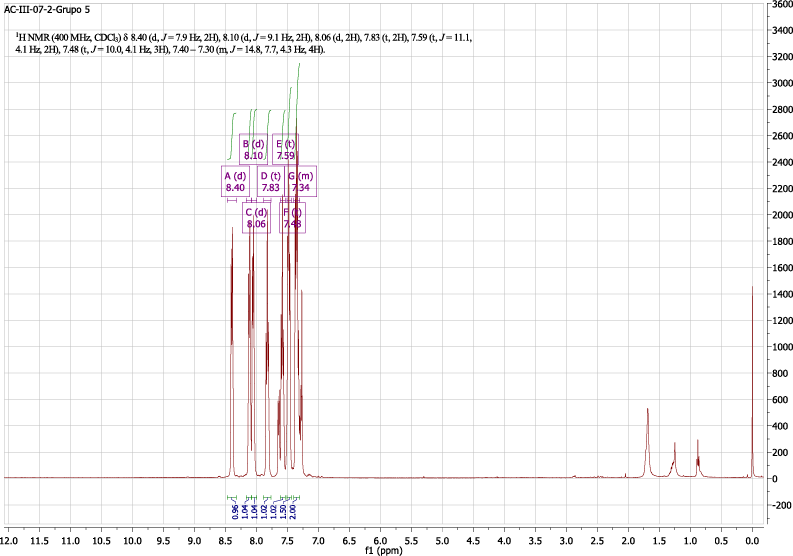 AC-III-07-2-Grupo 5
¹H NMR (400 MHz, CDCl₃) δ 8.40 (d, J = 7.9 Hz, 2H), 8.10 (d, J = 9.1 Hz, 2H), 8.06 (d, 2H), 7.83 (t, 2H), 7.59 (t, J = 11.1,
4.1 Hz, 2H), 7.48 (t, J = 10.0, 4.1 Hz, 3H), 7.40 – 7.30 (m, J = 14.8, 7.7, 4.3 Hz, 4H).
B (d) E (t)
8.10 7.59
A (d) D (t) G (m)
8.40 7.83 7.34
C (d) F (t)
8.06 7.48
3600
3400
3200
3000
2800
2600
2400
2200
2000
1800
1600
1400
1200
1000
800
600
400
200
0
-200
0.96 1.04 1.04 1.02 1.02 1.50 2.00
12.0 11.5 11.0 10.5 10.0 9.5 9.0 8.5 8.0 7.5 7.0 6.5 6.0 5.5 5.0 4.5 4.0 3.5 3.0 2.5 2.0 1.5 1.0 0.5 0.0
f1 (ppm)